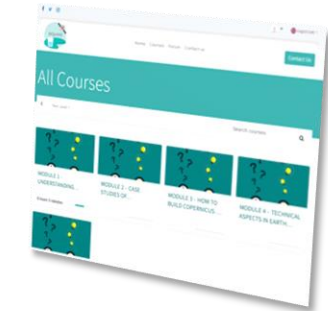 Home Courses Forum Contact us
Contact Us
All Courses
Search courses
MODULE 1 -
UNDERSTANDING...
MODULE 2 - CASE
STUDIES OF...
MODULE 3 - HOW TO
BUILD COPERNICUS ...
MODULE 4 - TECHNICAL
ASPECTS IN EARTH...